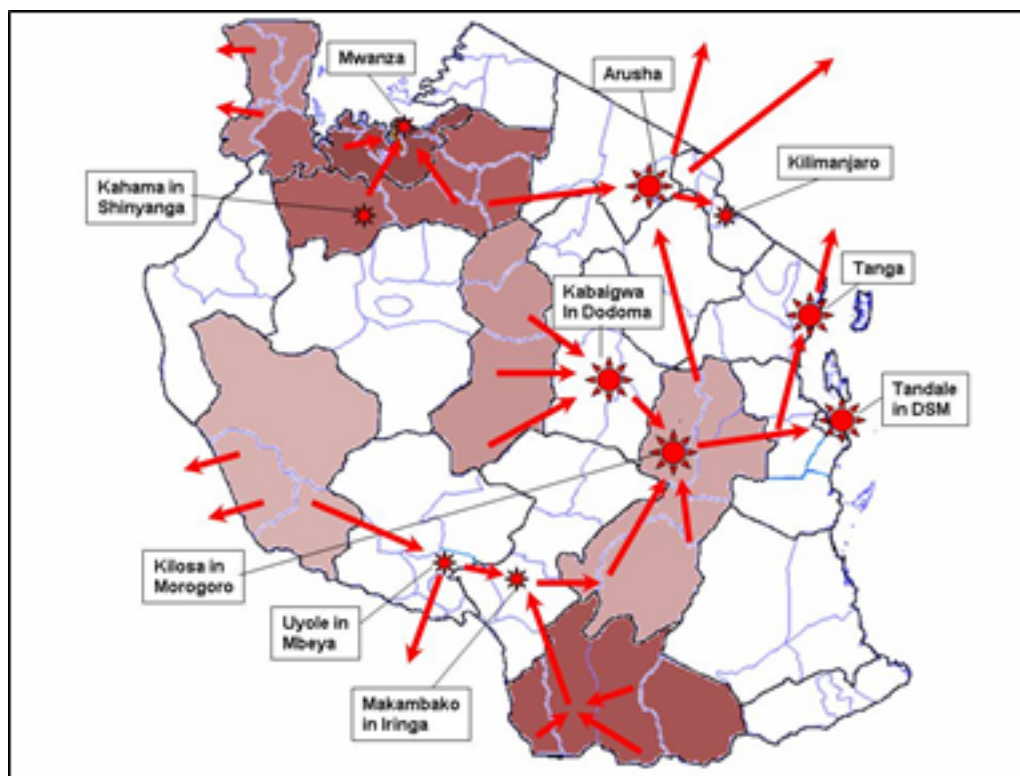 Mwanza
Arusha
Kilimanjaro
Kahama in
Shinyanga
Tanga
Kabaigwa
In Dodoma
Tandale
in DSM
Kilosa in
Morogoro
Uyole in
Mbeya
Makambako
in Iringa